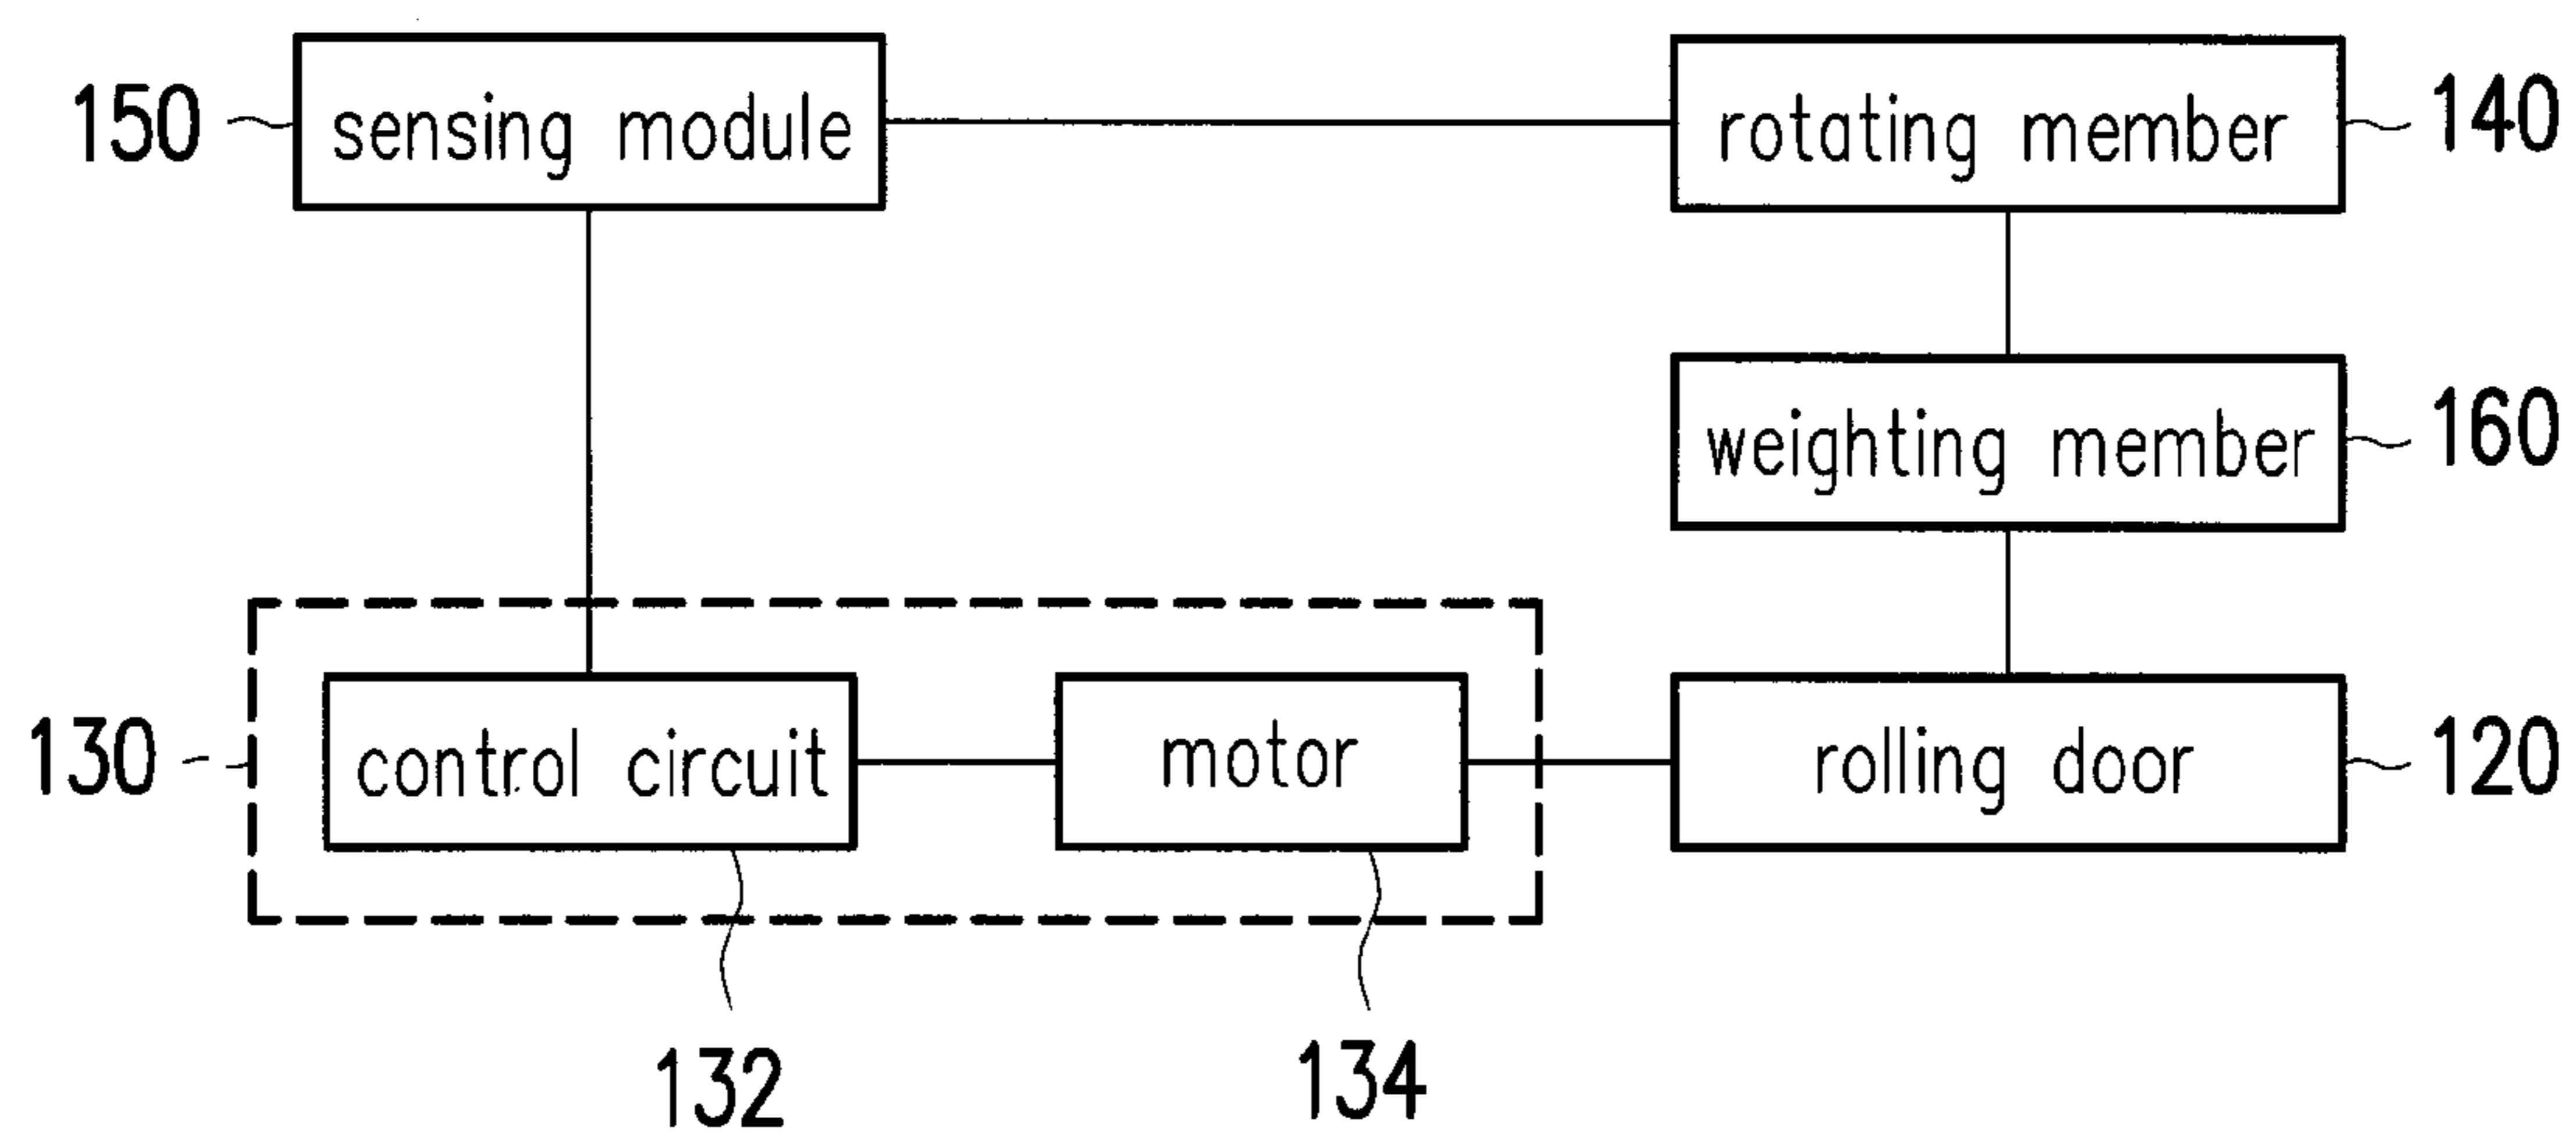 150 sensing module rotating member 140
weighting member 160
130 control circuit motor rolling door 120
132 134